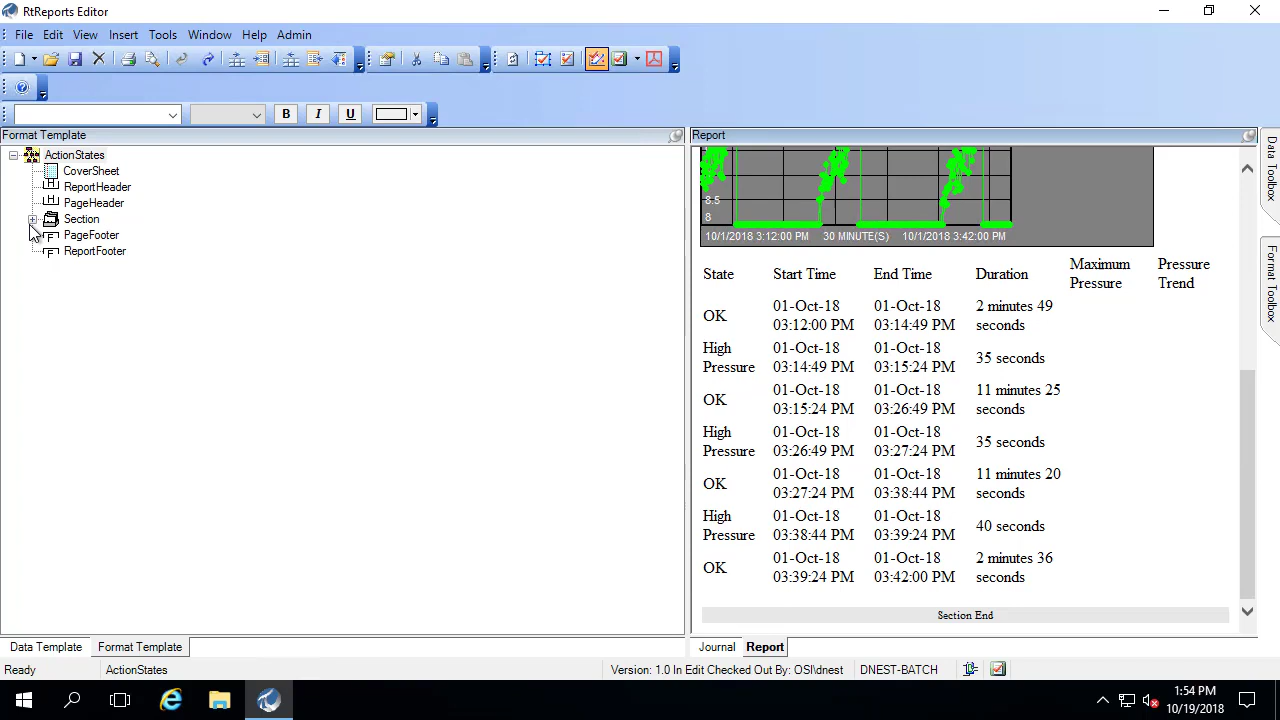 RtReports Editor
File Edit View Insert Tools Window Help Admin
B I U
Format Template
ActionStates
CoverSheet
ReportHeader
PageHeader
Section
PageFooter
ReportFooter
Data Template Format Template
Report
8.5
8
10/1/2018 3:12:00 PM 30 MINUTE(S) 10/1/2018 3:42:00 PM
State Start Time End Time Duration Maximum Pressure Pressure Trend
OK 01-Oct-18 03:12:00 PM 01-Oct-18 03:14:49 PM 2 minutes 49 seconds
High Pressure 01-Oct-18 03:14:49 PM 01-Oct-18 03:15:24 PM 35 seconds
OK 01-Oct-18 03:15:24 PM 01-Oct-18 03:26:49 PM 11 minutes 25 seconds
High Pressure 01-Oct-18 03:26:49 PM 01-Oct-18 03:27:24 PM 35 seconds
OK 01-Oct-18 03:27:24 PM 01-Oct-18 03:38:44 PM 11 minutes 20 seconds
High Pressure 01-Oct-18 03:38:44 PM 01-Oct-18 03:39:24 PM 40 seconds
OK 01-Oct-18 03:39:24 PM 01-Oct-18 03:42:00 PM 2 minutes 36 seconds
Section End
Journal Report
Data Toolbox
Format Toolbox
Ready ActionStates Version: 1.0 In Edit Checked Out By: OSI\dnest DNEST-BATCH
1:54 PM
10/19/2018